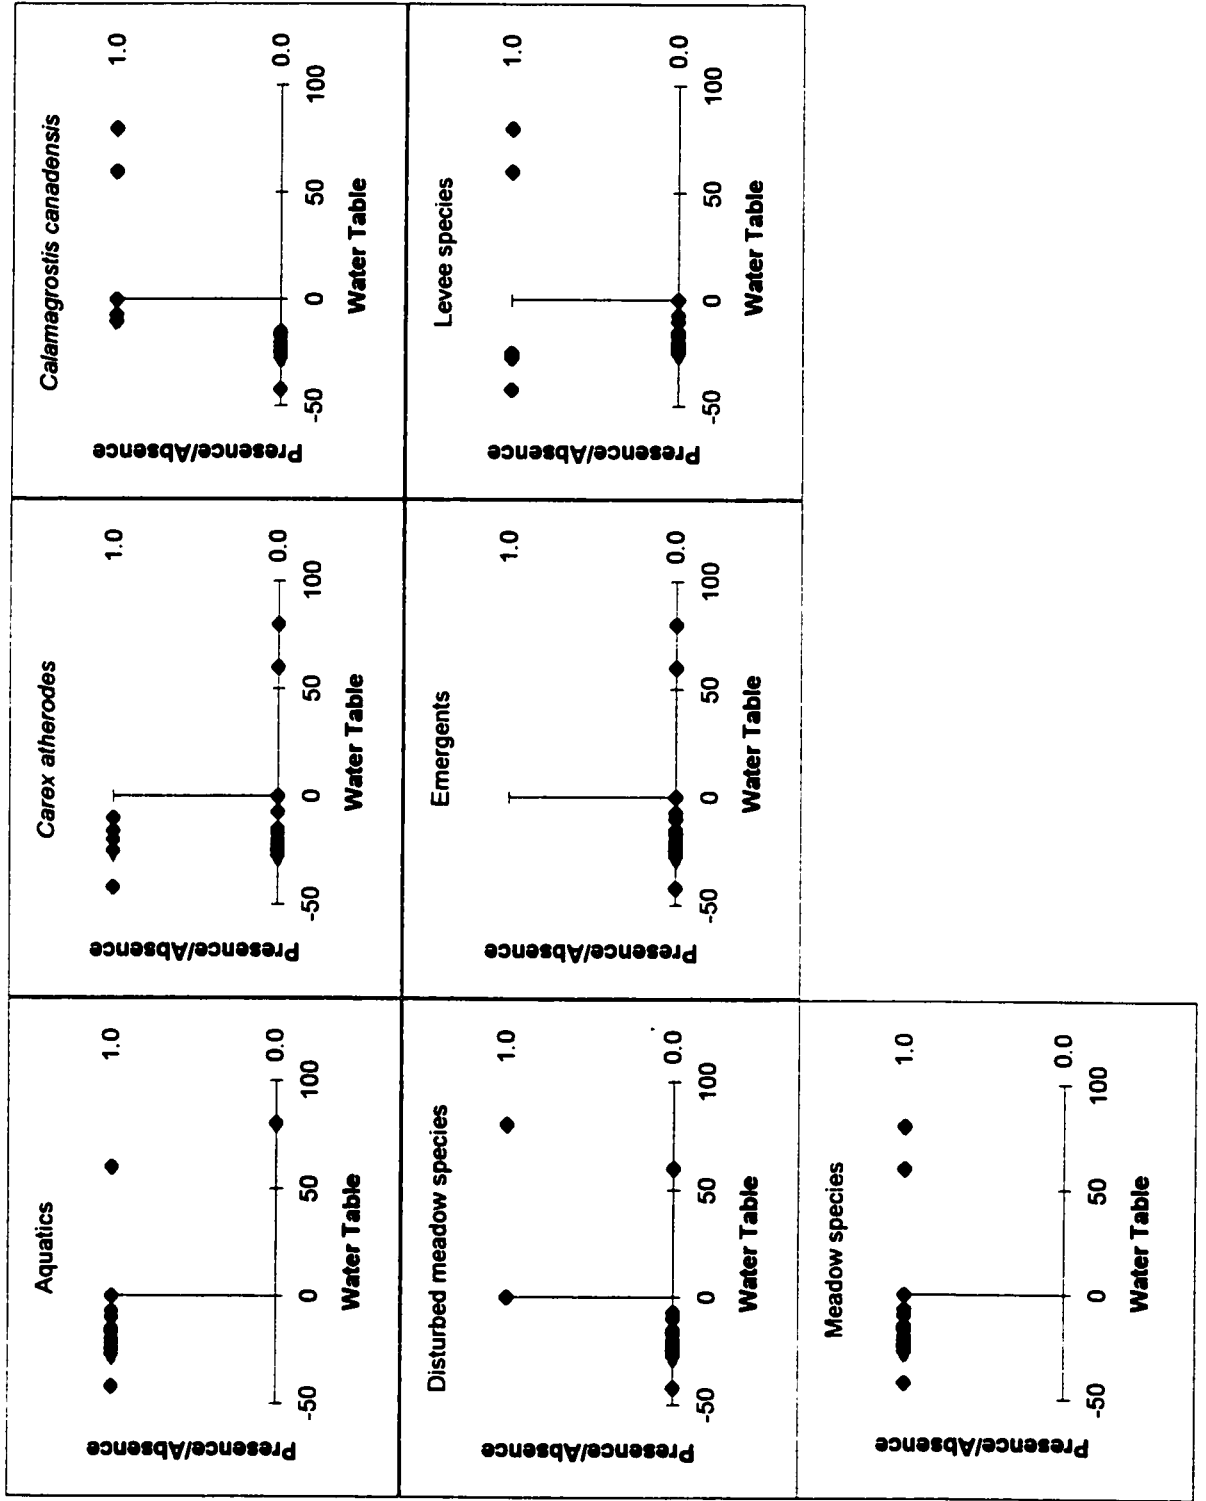 Aquatics
Presence/Absence
1.0
0.0
-50
0
50
100
Water Table
Carex atherodes
Presence/Absence
1.0
0.0
-50
0
50
100
Water Table
Calamagrostis canadensis
Presence/Absence
1.0
0.0
-50
0
50
100
Water Table
Disturbed meadow species
Presence/Absence
1.0
0.0
-50
0
50
100
Water Table
Emergents
Presence/Absence
1.0
0.0
-50
0
50
100
Water Table
Levee species
Presence/Absence
1.0
0.0
-50
0
50
100
Water Table
Meadow species
Presence/Absence
1.0
0.0
-50
0
50
100
Water Table